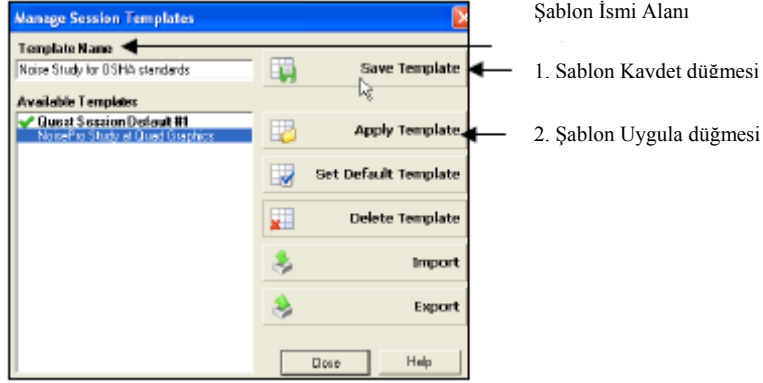 Manage Session Templates
Template Name
Noise Study for OSHA standards
Available Templates
Quest Session Default #1
NoisePro Study at Quad Graphics
Save Template
Apply Template
Set Default Template
Delete Template
Import
Export
Close
Help
Şablon İsmi Alanı
1. Sablon Kavdet düğmesi
2. Şablon Uygula düğmesi